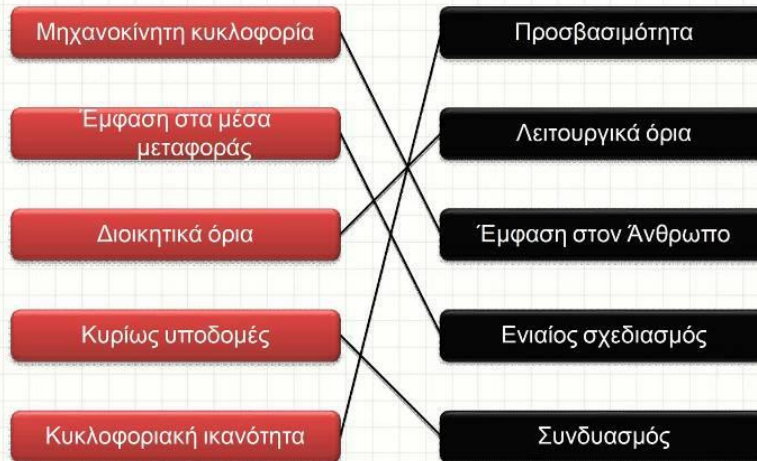 Μηχανοκίνητη κυκλοφορία
Προσβασιμότητα
Έμφαση στα μέσα
μεταφοράς
Λειτουργικά όρια
Διοικητικά όρια
Έμφαση στον Άνθρωπο
Κυρίως υποδομές
Ενιαίος σχεδιασμός
Κυκλοφοριακή ικανότητα
Συνδυασμός